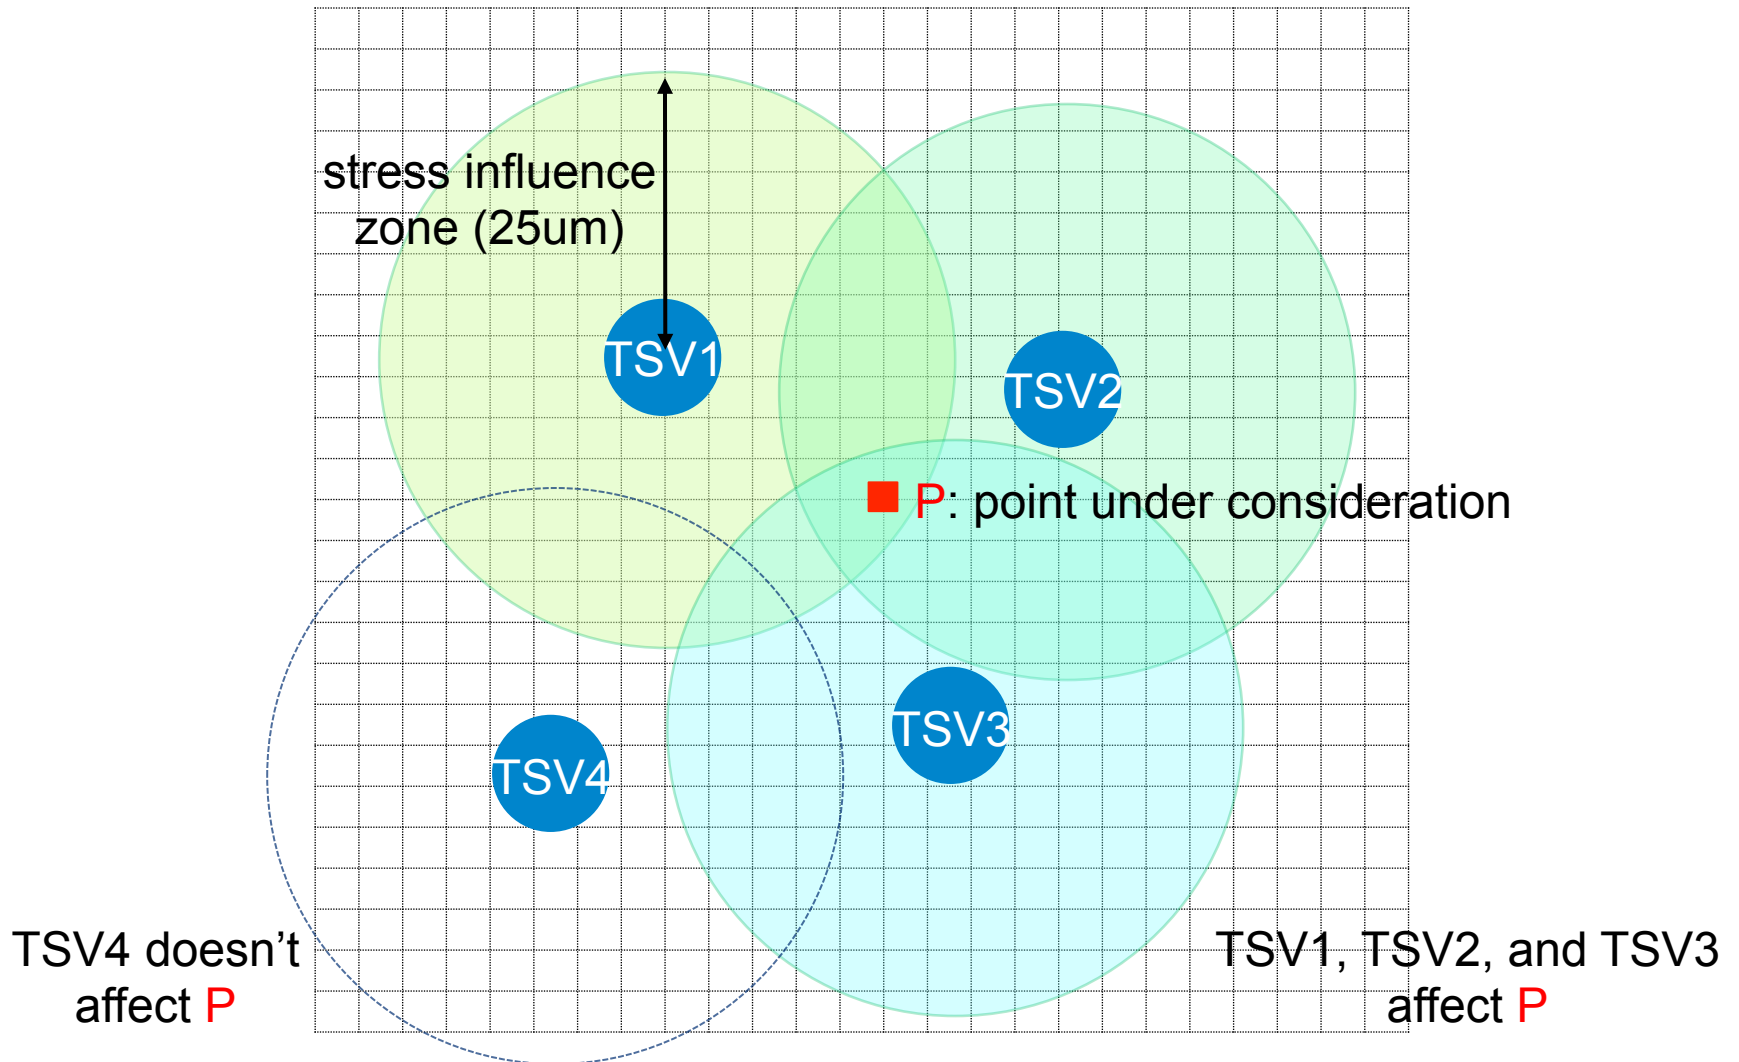 stress influence
zone (25um)
TSV1
TSV2
P: point under consideration
TSV3
TSV4
TSV4 doesn’t
affect P
TSV1, TSV2, and TSV3
affect P